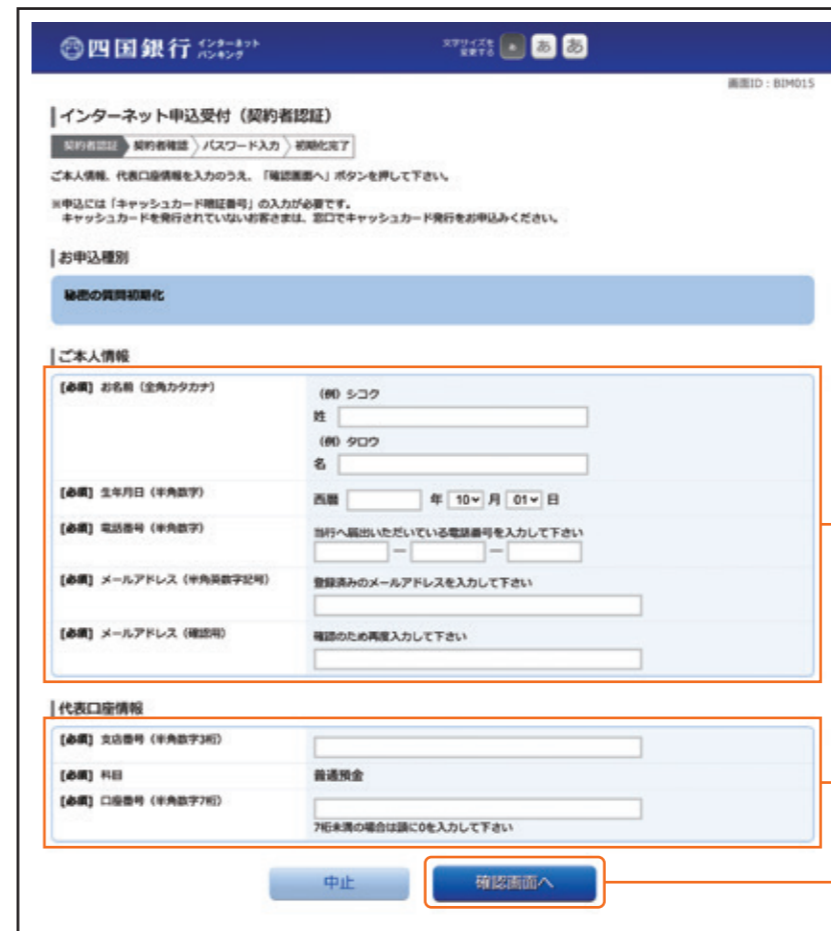 四国銀行 インターネット バンキング
文字サイズを変更する あ あ あ
画面ID:BIM015
インターネット申込受付(契約者認証)
契約者認証 契約者確認 パスワード入力 初期化完了
ご本人情報、代表口座情報を入力のうえ、「確認画面へ」ボタンを押して下さい。
※申込には「キャッシュカード暗証番号」の入力が必要です。
キャッシュカードを発行されていないお客さまは、窓口でキャッシュカード発行をお申込みください。
お申込種別
秘密の質問初期化
ご本人情報
【必須】お名前(全角カタカナ)
(例)シコク
姓
(例)タロウ
名
【必須】生年月日(半角数字)
西暦 年 10 月 01 日
【必須】電話番号(半角数字)
当行へ届出いただいている電話番号を入力して下さい
ー ー
【必須】メールアドレス(半角英数字記号)
登録済みのメールアドレスを入力して下さい
【必須】メールアドレス(確認用)
確認のため再度入力して下さい
代表口座情報
【必須】支店番号(半角数字3桁)
【必須】科目
普通預金
【必須】口座番号(半角数字7桁)
7桁未満の場合は頭に0を入力して下さい
中止 確認画面へ